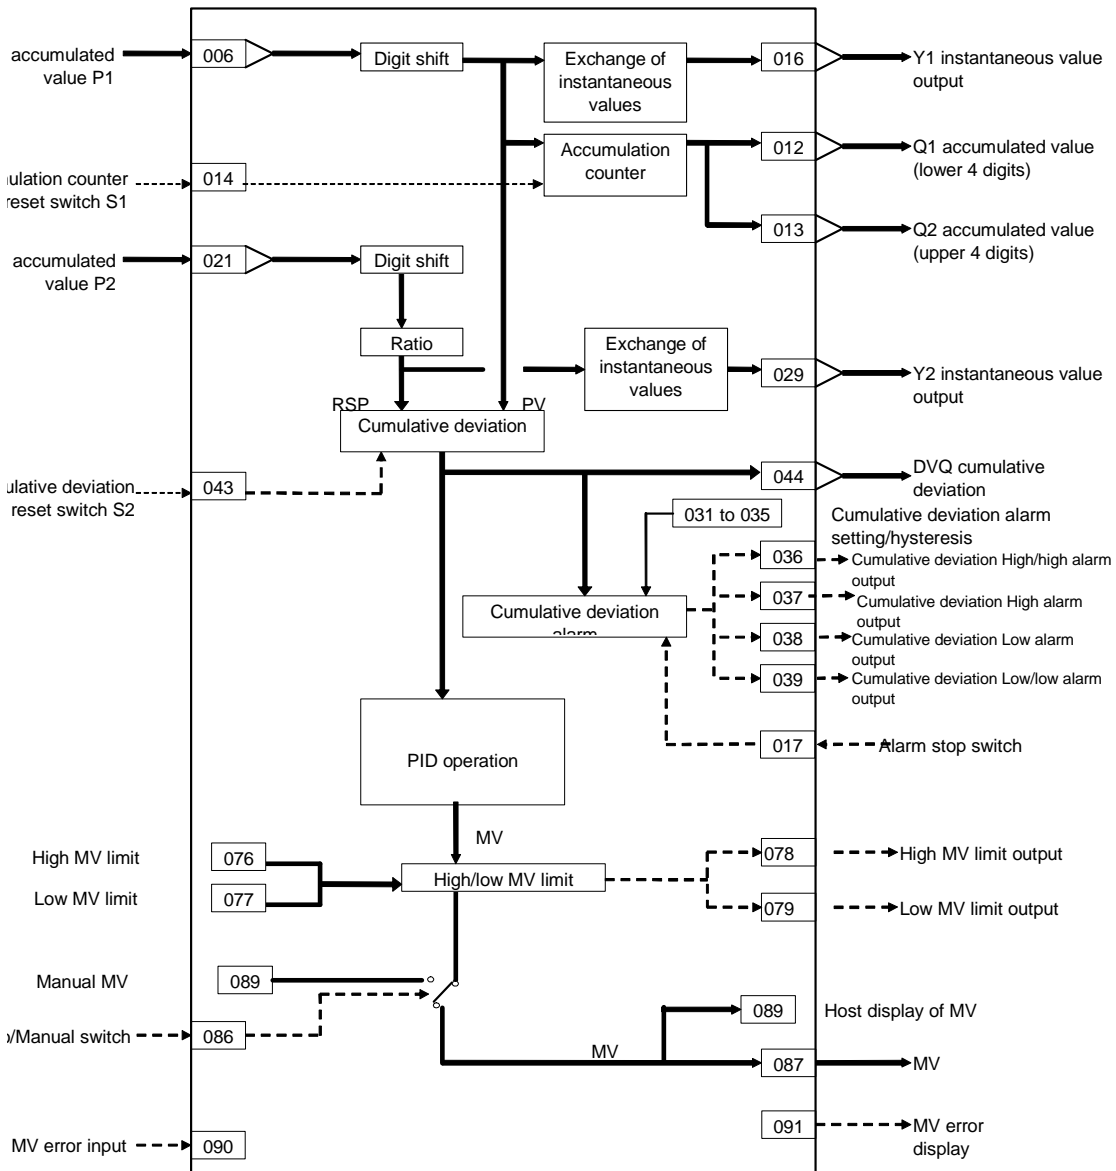 accumulated
value P1
006
Digit shift
Exchange of
instantaneous
values
016
Y1 instantaneous value
output
Accumulation
counter
012
Q1 accumulated value
(lower 4 digits)
counter
reset switch S1
014
013
Q2 accumulated value
(upper 4 digits)
accumulated
value P2
021
Digit shift
Ratio
Exchange of
instantaneous
values
029
Y2 instantaneous value
output
RSP
PV
Cumulative deviation
deviation
reset switch S2
043
044
DVQ cumulative
deviation
031 to 035
Cumulative deviation alarm
setting/hysteresis
036
Cumulative deviation High/high alarm
output
037
Cumulative deviation High alarm
output
Cumulative deviation
alarm
038
Cumulative deviation Low alarm
output
039
Cumulative deviation Low/low alarm
output
017
Alarm stop switch
PID operation
MV
High MV limit
076
Low MV limit
077
High/low MV limit
078
High MV limit output
079
Low MV limit output
Manual MV
089
/Manual switch
086
089
Host display of MV
MV
087
MV
091
MV error
display
MV error input
090